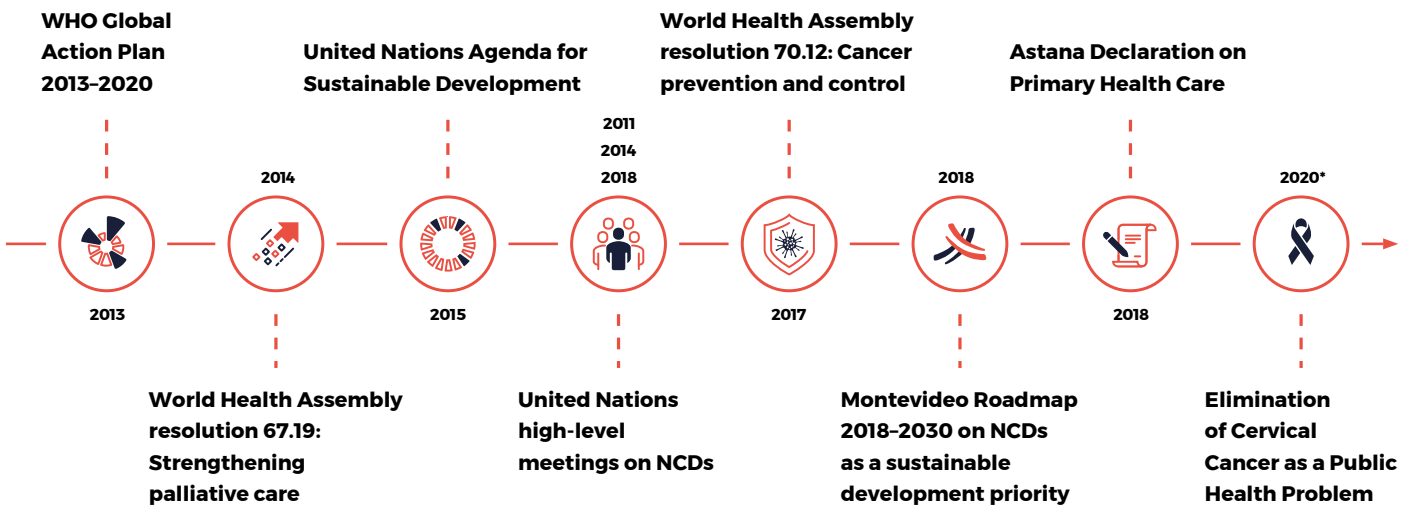 WHO Global
Action Plan
2013–2020
2013
2014
World Health Assembly
resolution 67.19:
Strengthening
palliative care
United Nations Agenda for
Sustainable Development
2015
2011
2014
2018
United Nations
high-level
meetings on NCDs
World Health Assembly
resolution 70.12: Cancer
prevention and control
2017
2018
Montevideo Roadmap
2018–2030 on NCDs
as a sustainable
development priority
Astana Declaration on
Primary Health Care
2018
2020*
Elimination
of Cervical
Cancer as a Public
Health Problem